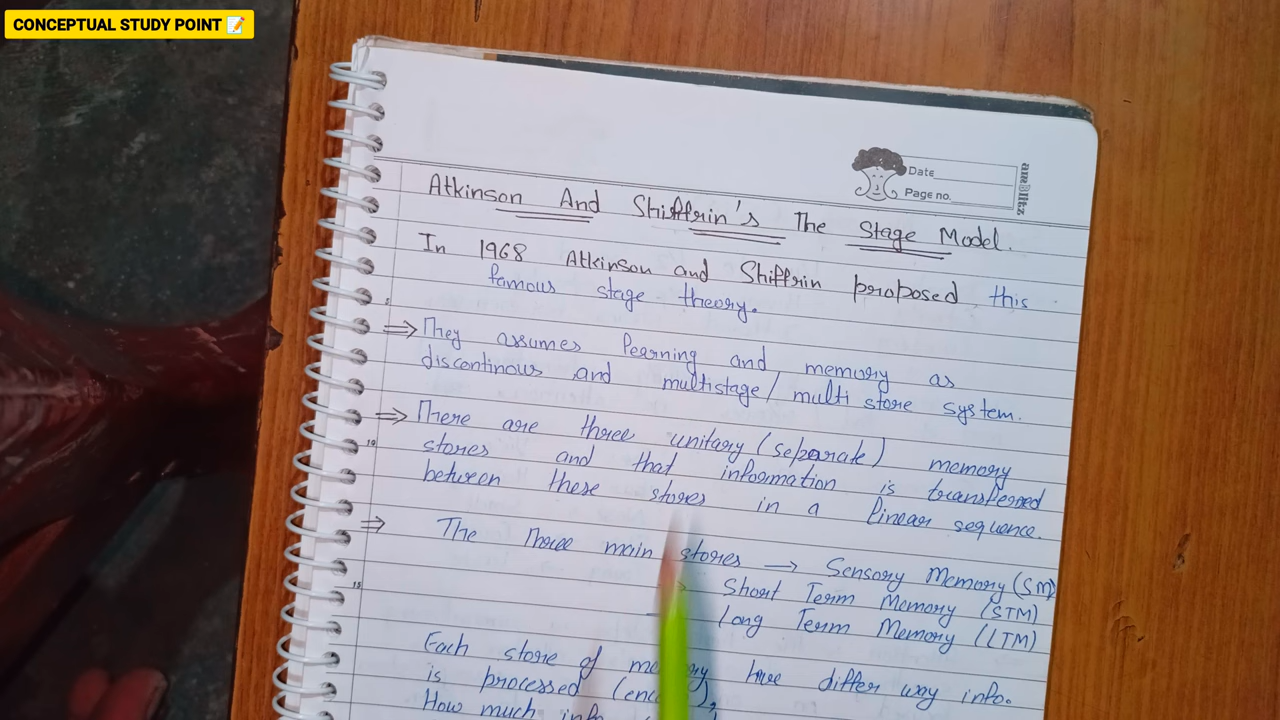 CONCEPTUAL STUDY POINT 📝
Date
Page no.
Atkinson And Shiffrin's The Stage Model.
In 1968 Atkinson and Shiffrin proposed this
famous stage theory.
⇒ They assumes learning and memory as
discontinous and multistage/multi store system.
⇒ There are three unitary (separate) memory
stores and that information is transferred
between these stores in a linear sequence.
⇒ The Three main stores → Sensory Memory (SM)
Short Term Memory (STM)
Long Term Memory (LTM)
Each store of have differ way info.
is processed
How much